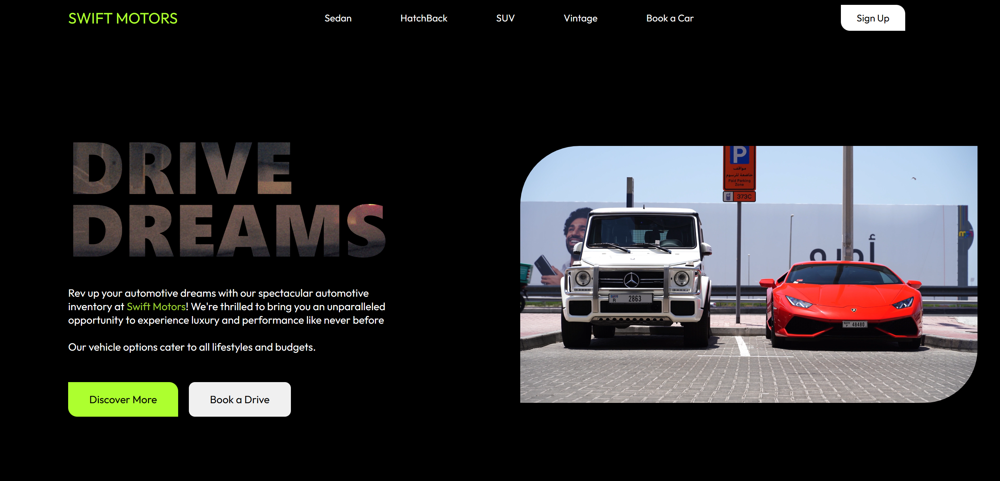 SWIFT MOTORS
Sedan
HatchBack
SUV
Vintage
Book a Car
Sign Up
DRIVE
DREAMS
Rev up your automotive dreams with our spectacular automotive
inventory at Swift Motors! We're thrilled to bring you an unparalleled
opportunity to experience luxury and performance like never before
Our vehicle options cater to all lifestyles and budgets.
Discover More
Book a Drive
P
مواقف
خاضعة للرسوم
Paid Parking
Zone
373C
R 2863
P 48480